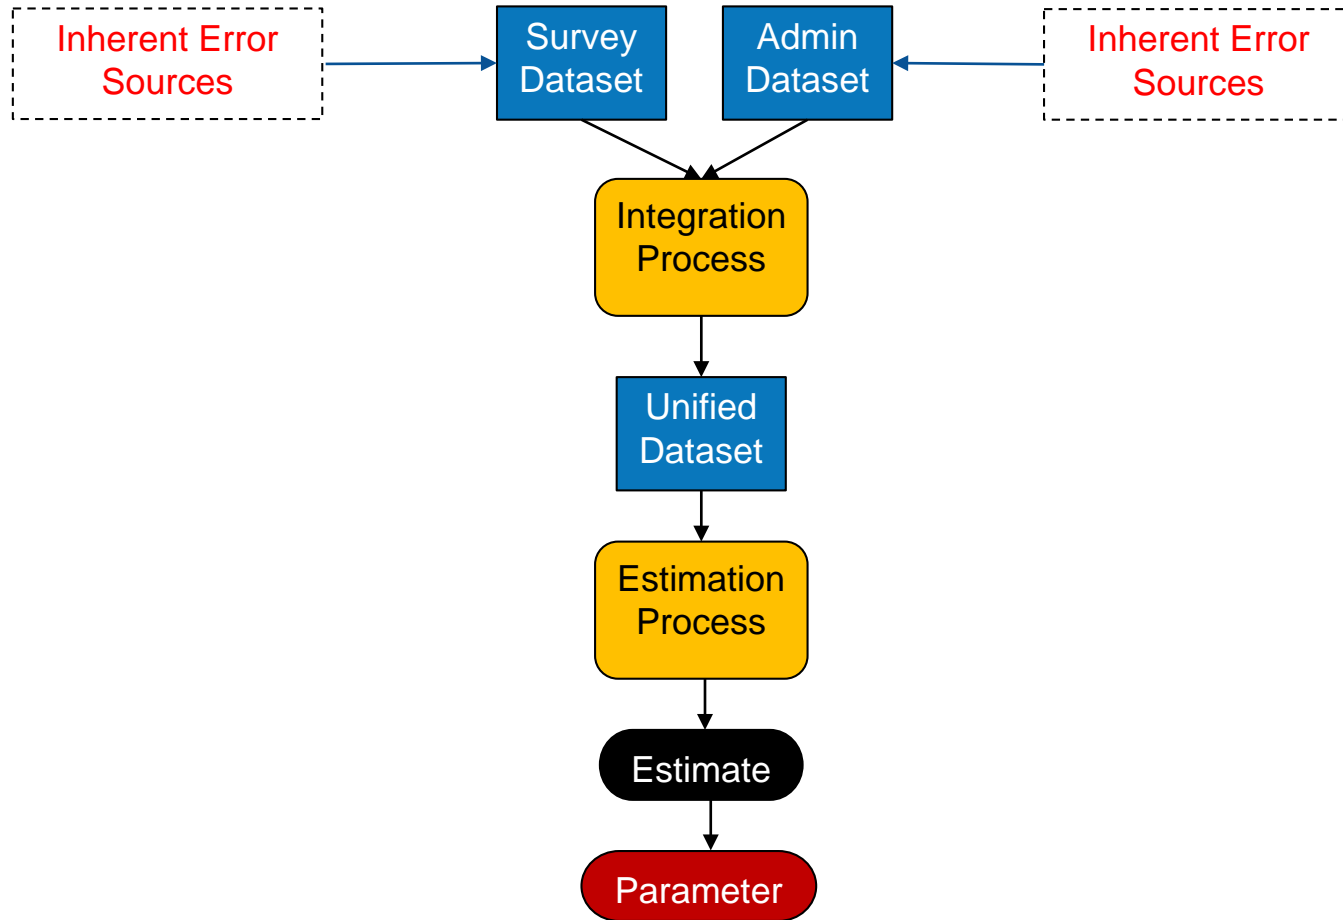 Inherent Error
Sources
Survey
Dataset
Admin
Dataset
Inherent Error
Sources
Integration
Process
Unified
Dataset
Estimation
Process
Estimate
Parameter